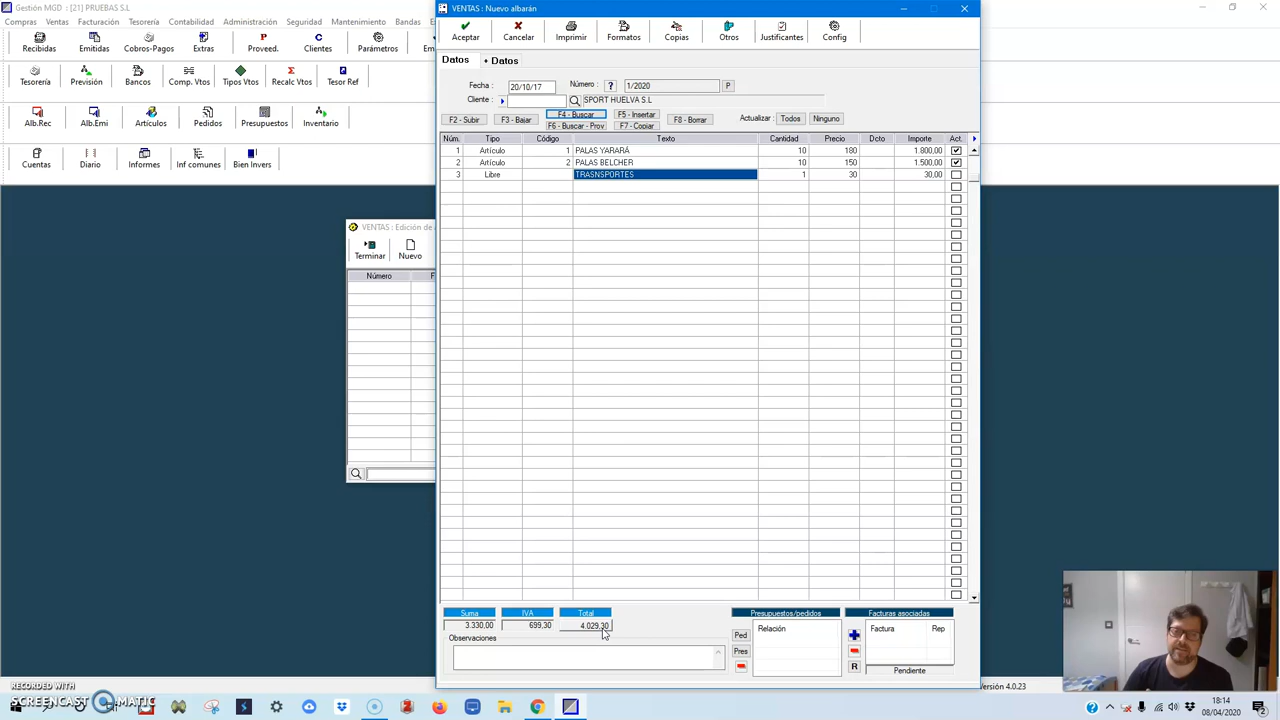 Gestión MGD : [21] PRUEBAS S.L
Compras Ventas Facturación Tesorería Contabilidad Administración Seguridad Mantenimiento Bandas
Recibidas Emitidas Cobros-Pagos Extras Proveed. Clientes Parámetros
Tesorería Previsión Bancos Comp. Vtos Tipos Vtos Recalc Vtos Tesor Ref
Alb.Rec Alb.Emi Artículos Pedidos Presupuestos Inventario
Cuentas Diario Informes Inf comunes Bien Invers
VENTAS : Edición de
Terminar Nuevo
Número F
VENTAS : Nuevo albarán
Aceptar Cancelar Imprimir Formatos Copias Otros Justificantes Config
Datos + Datos
Fecha : 20/10/17 Número : ? 1/2020 P
Cliente : SPORT HUELVA S.L
F2 - Subir F3 - Bajar F4 - Buscar F5 - Insertar F8 - Borrar Actualizar : Todos Ninguno
F6 - Buscar - Prov F7 - Copiar
Núm. Tipo Código Texto Cantidad Precio Dcto Importe Act.
1 Artículo 1 PALAS YARARÁ 10 180 1.800,00
2 Artículo 2 PALAS BELCHER 10 150 1.500,00
3 Libre TRASNSPORTES 1 30 30,00
Suma IVA Total
3.330,00 699,30 4.029,30
Observaciones
Presupuestos/pedidos
Ped Relación
Pres
Facturas asociadas
Factura Rep
R Pendiente
Versión 4.0.23
RECORDED WITH
SCREENCAST MATIC
18:14
08/04/2020
2